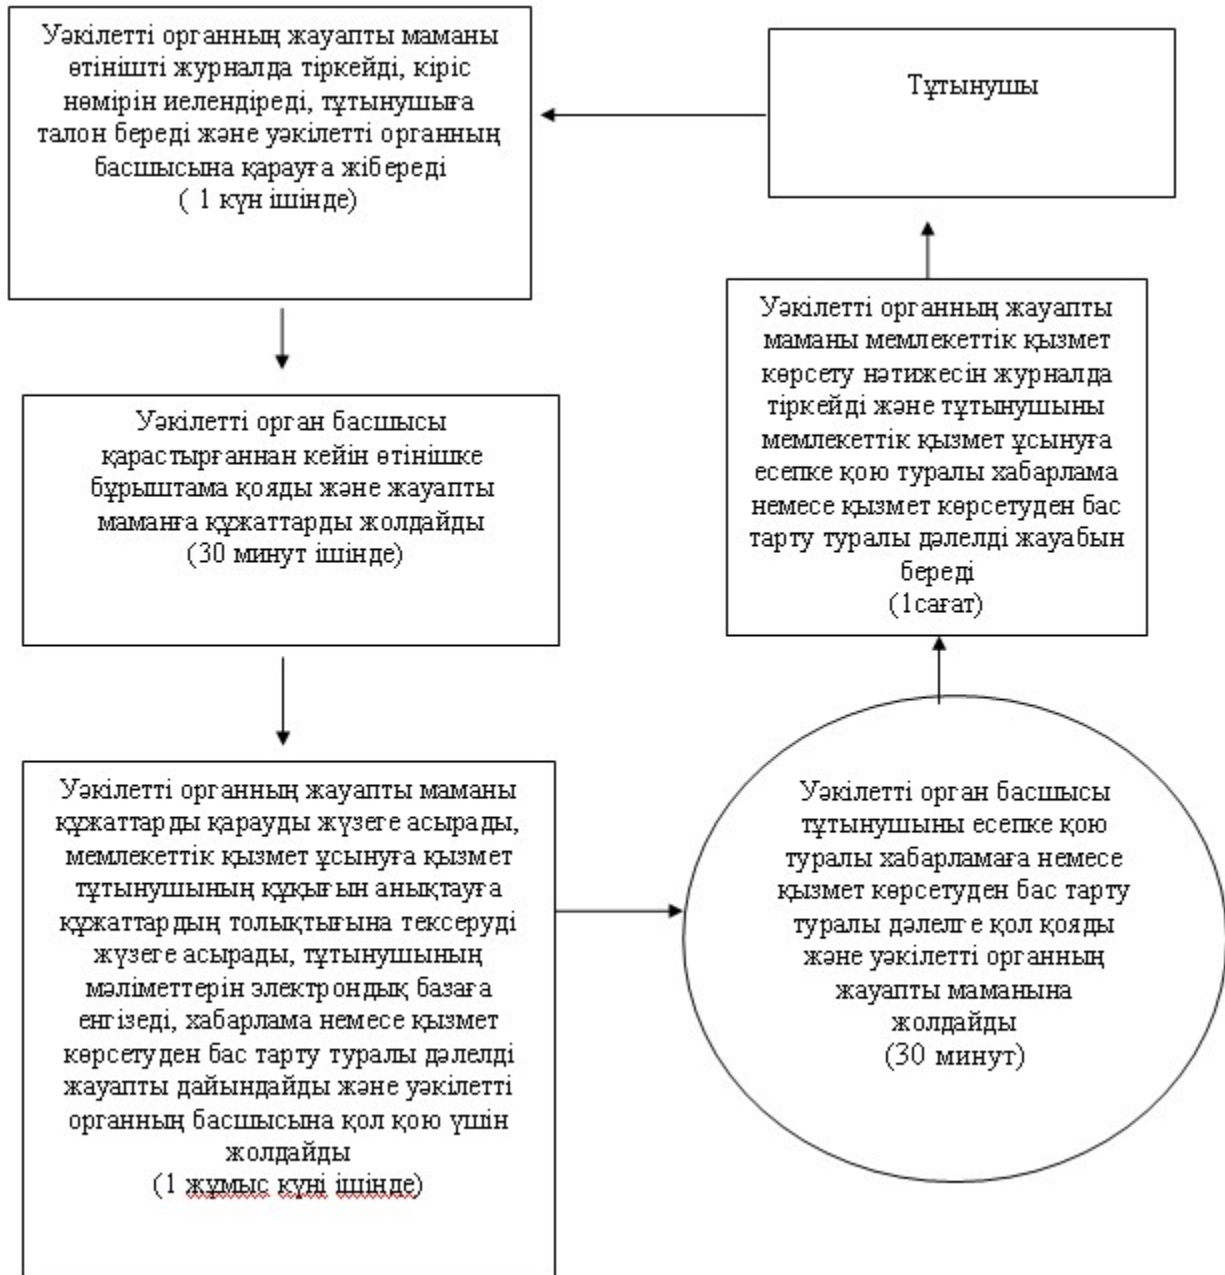 Уәкілетті органның жауапты маманы
өтінішті журналда тіркейді, кіріс
нөмірін иелендіреді, тұтынушыға
талон береді және уәкілетті органның
басшысына қарауға жібереді
( 1 күн ішінде)
Тұтынушы
Уәкілетті орган басшысы
қарастырғаннан кейін өтінішке
бұрыштама қояды және жауапты
маманға құжаттарды жолдайды
(30 минут ішінде)
Уәкілетті органның жауапты маманы
құжаттарды қарауды жүзеге асырады,
мемлекеттік қызмет ұсынуға қызмет
тұтынушының құқығын анықтауға
құжаттардың толықтығына тексеруді
жүзеге асырады, тұтынушының
мәліметтерін электрондық базаға
енгізеді, хабарлама немесе қызмет
көрсетуден бас тарту туралы дәлелді
жауапты дайындайды және уәкілетті
органның басшысына қол қою үшін
жолдайды
(1 жұмыс күні ішінде)
Уәкілетті орган басшысы
тұтынушыны есепке қою
туралы хабарламаға немесе
қызмет көрсетуден бас тарту
туралы дәлелге қол қояды
және уәкілетті органның
жауапты маманына
жолдайды
(30 минут)
Уәкілетті органның жауапты
маманы мемлекеттік қызмет
көрсету нәтижесін журналда
тіркейді және тұтынушыны
мемлекеттік қызмет ұсынуға
есепке қою туралы хабарлама
немесе қызмет көрсетуден бас
тарту туралы дәлелді жауабын
береді
(1сағат)